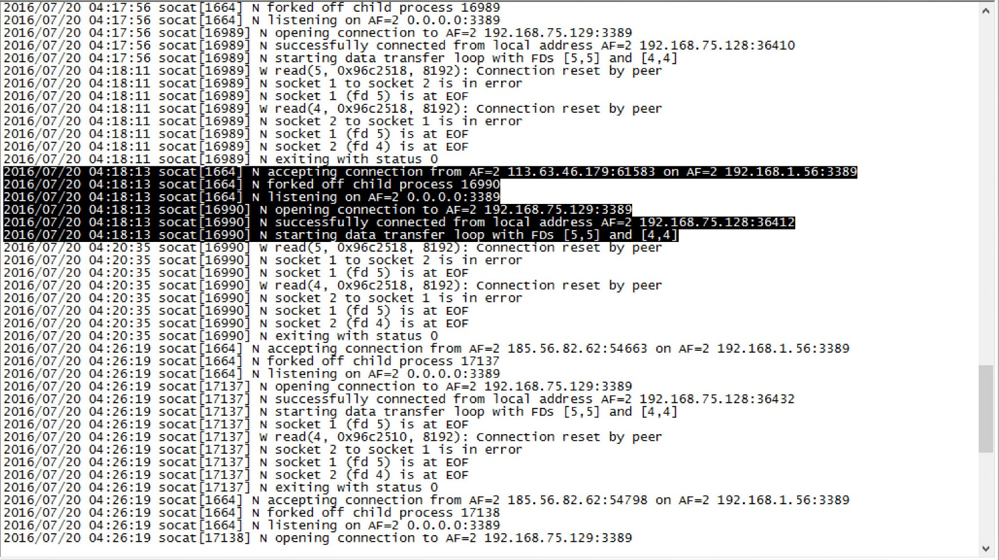 2016/07/20 04:17:56 socat[1664] N forked off child process 16989
2016/07/20 04:17:56 socat[1664] N listening on AF=2 0.0.0.0:3389
2016/07/20 04:17:56 socat[16989] N opening connection to AF=2 192.168.75.129:3389
2016/07/20 04:17:56 socat[16989] N successfully connected from local address AF=2 192.168.75.128:36410
2016/07/20 04:17:56 socat[16989] N starting data transfer loop with FDs [5,5] and [4,4]
2016/07/20 04:18:11 socat[16989] W read(5, 0x96c2518, 8192): Connection reset by peer
2016/07/20 04:18:11 socat[16989] N socket 1 to socket 2 is in error
2016/07/20 04:18:11 socat[16989] N socket 1 (fd 5) is at EOF
2016/07/20 04:18:11 socat[16989] W read(4, 0x96c2518, 8192): Connection reset by peer
2016/07/20 04:18:11 socat[16989] N socket 2 to socket 1 is in error
2016/07/20 04:18:11 socat[16989] N socket 1 (fd 5) is at EOF
2016/07/20 04:18:11 socat[16989] N socket 2 (fd 4) is at EOF
2016/07/20 04:18:11 socat[16989] N exiting with status 0
2016/07/20 04:18:13 socat[1664] N accepting connection from AF=2 113.63.46.179:61583 on AF=2 192.168.1.56:3389
2016/07/20 04:18:13 socat[1664] N forked off child process 16990
2016/07/20 04:18:13 socat[1664] N listening on AF=2 0.0.0.0:3389
2016/07/20 04:18:13 socat[16990] N opening connection to AF=2 192.168.75.129:3389
2016/07/20 04:18:13 socat[16990] N successfully connected from local address AF=2 192.168.75.128:36412
2016/07/20 04:18:13 socat[16990] N starting data transfer loop with FDs [5,5] and [4,4]
2016/07/20 04:20:35 socat[16990] W read(5, 0x96c2518, 8192): Connection reset by peer
2016/07/20 04:20:35 socat[16990] N socket 1 to socket 2 is in error
2016/07/20 04:20:35 socat[16990] N socket 1 (fd 5) is at EOF
2016/07/20 04:20:35 socat[16990] W read(4, 0x96c2518, 8192): Connection reset by peer
2016/07/20 04:20:35 socat[16990] N socket 2 to socket 1 is in error
2016/07/20 04:20:35 socat[16990] N socket 1 (fd 5) is at EOF
2016/07/20 04:20:35 socat[16990] N socket 2 (fd 4) is at EOF
2016/07/20 04:20:35 socat[16990] N exiting with status 0
2016/07/20 04:26:19 socat[1664] N accepting connection from AF=2 185.56.82.62:54663 on AF=2 192.168.1.56:3389
2016/07/20 04:26:19 socat[1664] N forked off child process 17137
2016/07/20 04:26:19 socat[1664] N listening on AF=2 0.0.0.0:3389
2016/07/20 04:26:19 socat[17137] N opening connection to AF=2 192.168.75.129:3389
2016/07/20 04:26:19 socat[17137] N successfully connected from local address AF=2 192.168.75.128:36432
2016/07/20 04:26:19 socat[17137] N starting data transfer loop with FDs [5,5] and [4,4]
2016/07/20 04:26:19 socat[17137] N socket 1 (fd 5) is at EOF
2016/07/20 04:26:19 socat[17137] W read(4, 0x96c2510, 8192): Connection reset by peer
2016/07/20 04:26:19 socat[17137] N socket 2 to socket 1 is in error
2016/07/20 04:26:19 socat[17137] N socket 1 (fd 5) is at EOF
2016/07/20 04:26:19 socat[17137] N socket 2 (fd 4) is at EOF
2016/07/20 04:26:19 socat[17137] N exiting with status 0
2016/07/20 04:26:19 socat[1664] N accepting connection from AF=2 185.56.82.62:54798 on AF=2 192.168.1.56:3389
2016/07/20 04:26:19 socat[1664] N forked off child process 17138
2016/07/20 04:26:19 socat[1664] N listening on AF=2 0.0.0.0:3389
2016/07/20 04:26:19 socat[17138] N opening connection to AF=2 192.168.75.129:3389